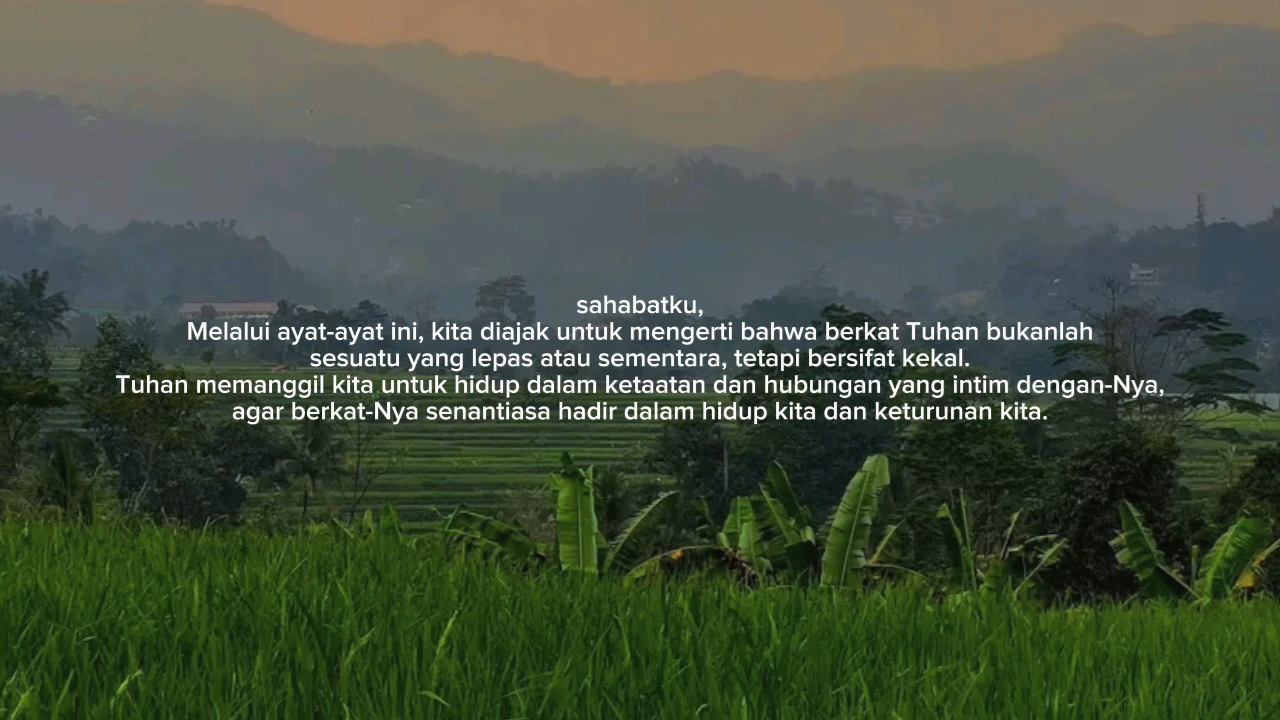 sahabatku,
Melalui ayat-ayat ini, kita diajak untuk mengerti bahwa berkat Tuhan bukanlah
sesuatu yang lepas atau sementara, tetapi bersifat kekal.
Tuhan memanggil kita untuk hidup dalam ketaatan dan hubungan yang intim dengan-Nya,
agar berkat-Nya senantiasa hadir dalam hidup kita dan keturunan kita.